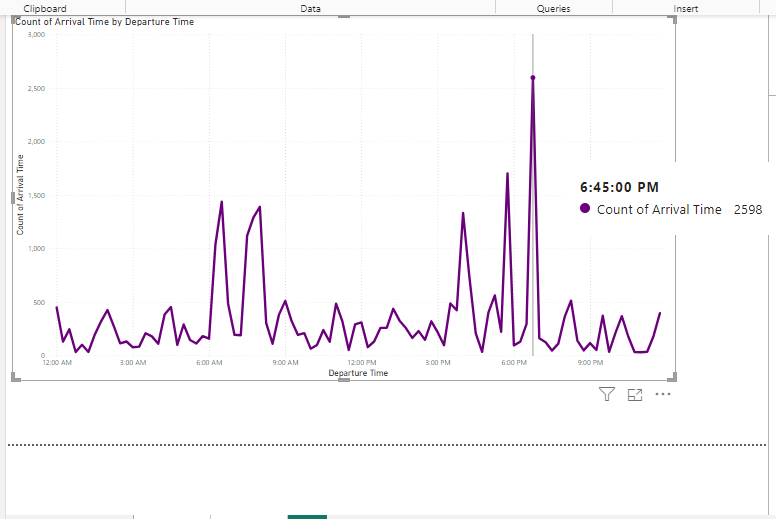 Clipboard
Data
Queries
Insert
Count of Arrival Time by Departure Time
3,000
2,500
2,000
1,500
1,000
500
0
Count of Arrival Time
6:45:00 PM
Count of Arrival Time 2598
12:00 AM 3:00 AM 6:00 AM 9:00 AM 12:00 PM 3:00 PM 6:00 PM 9:00 PM
Departure Time